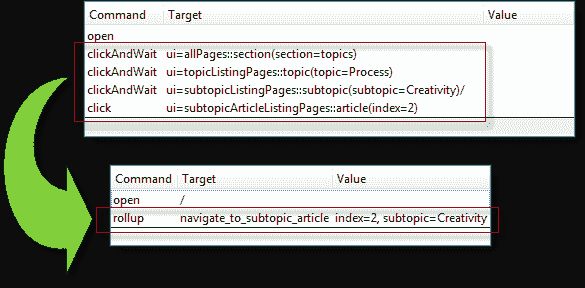 Command Target Value
open
clickAndWait ui=allPages::section(section=topics)
clickAndWait ui=topicListingPages::topic(topic=Process)
clickAndWait ui=subtopicListingPages::subtopic(subtopic=Creativity)/
click ui=subtopicArticleListingPages::article(index=2)
Command Target Value
open /
rollup navigate_to_subtopic_article index=2, subtopic=Creativity